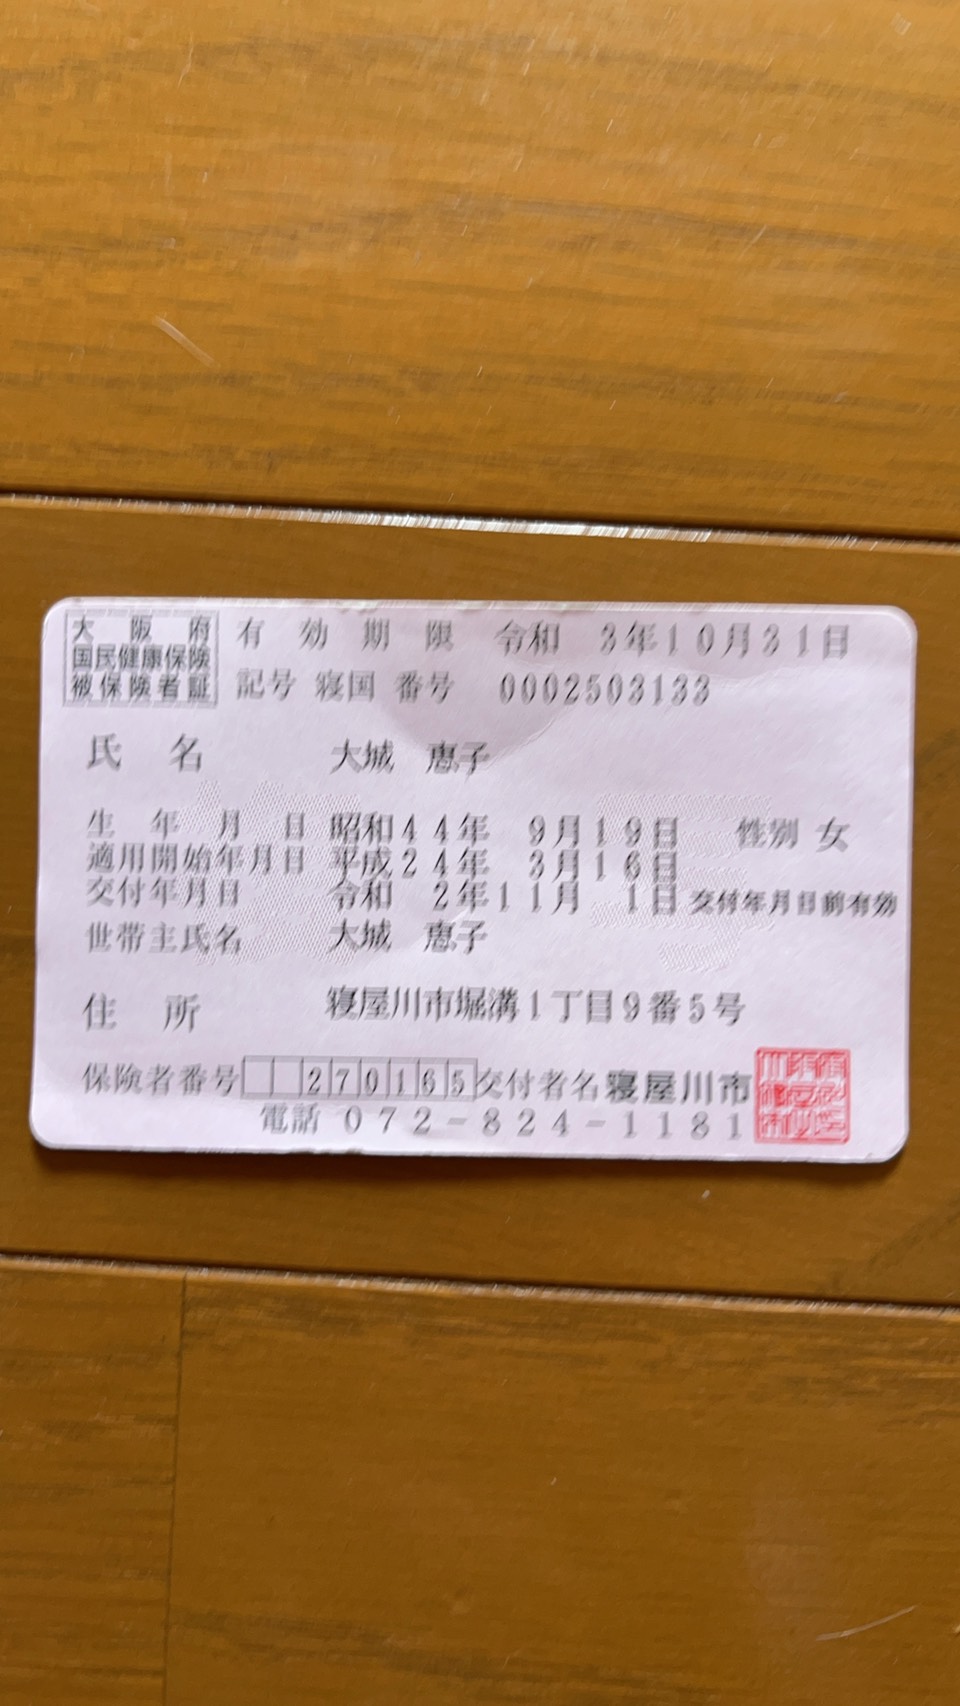 大阪府
国民健康保険
被保険者証
有効期限 令和 3年10月31日
記号 寝国 番号 0002503133
氏名 大城 恵子
生年月日 昭和44年 9月19日 性別 女
適用開始年月日 平成24年 3月16日
交付年月日 令和 2年11月 1日 交付年月日前有効
世帯主氏名 大城 恵子
住所 寝屋川市堀溝1丁目9番5号
保険者番号 270165 交付者名 寝屋川市
電話 072-824-1181